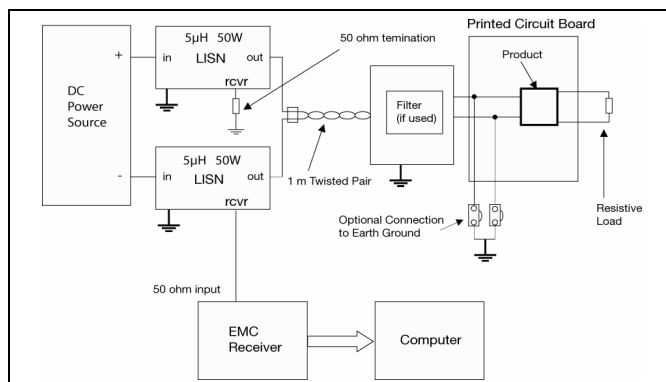 Printed Circuit Board
5µH 50W
LISN
in
out
rcvr
+
50 ohm temination
Product
DC
Power
Source
Filter
(if used)
5µH 50W
LISN
-
in
out
rcvr
1 m Twisted Pair
Optional Connection
to Earth Ground
Resistive
Load
50 ohm input
EMC
Receiver
Computer